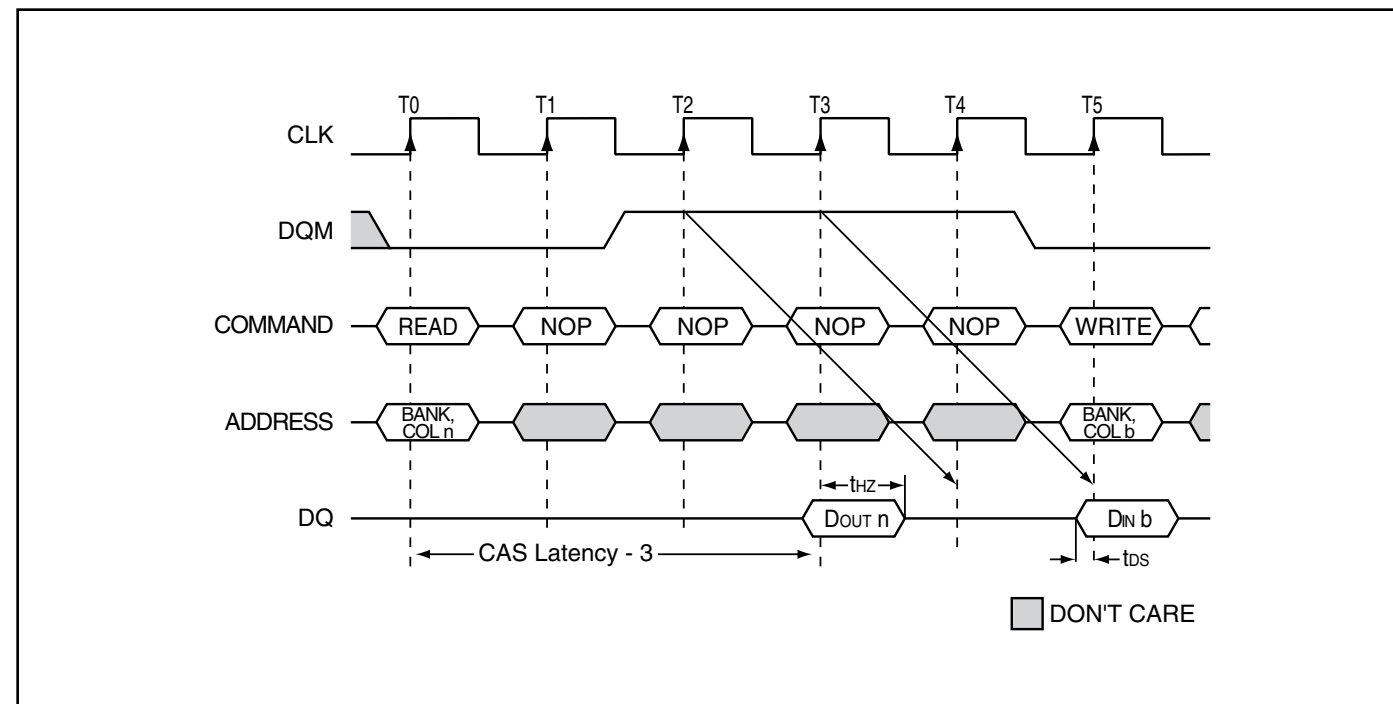 T0 T1 T2 T3 T4 T5
CLK
DQM
COMMAND READ NOP NOP NOP NOP WRITE
ADDRESS BANK, COL n BANK, COL b
tHZ
DQ DOUT n DIN b
CAS Latency - 3 tDS
DON'T CARE